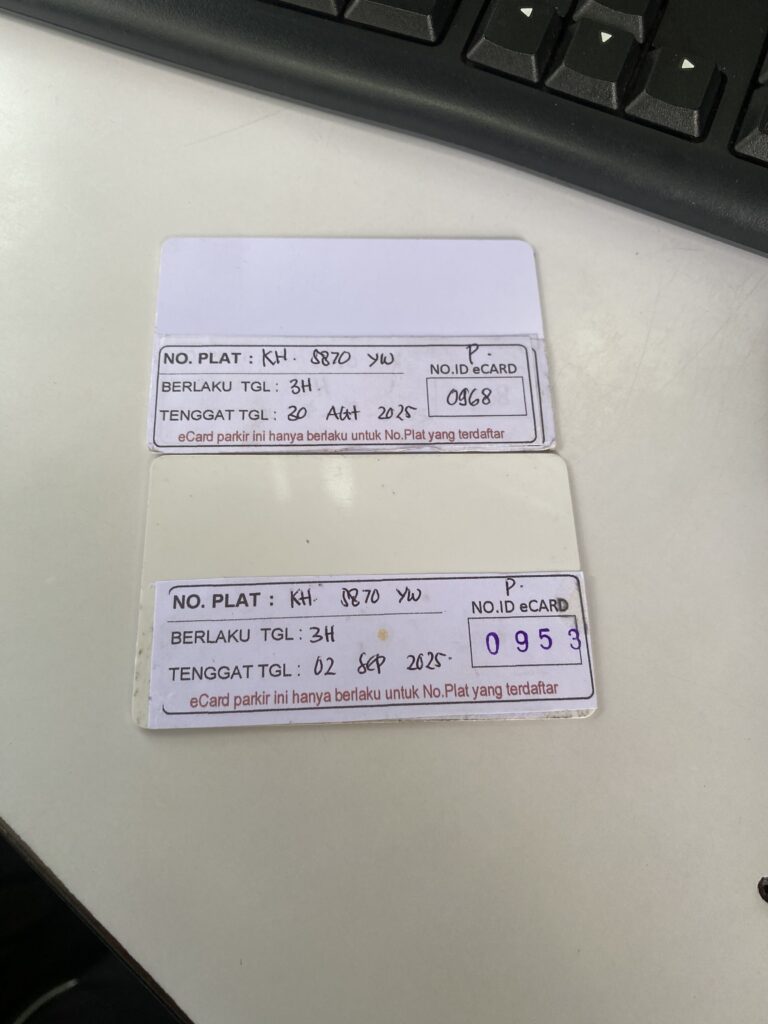 NO. PLAT : KH. 5870 YW
P.
NO.ID eCARD
BERLAKU TGL : 3H.
0968
TENGGAT TGL : 30 AGT 2025
eCard parkir ini hanya berlaku untuk No.Plat yang terdaftar
NO. PLAT : KH. 5870 YW
P.
NO.ID eCARD
BERLAKU TGL : 3H
0953
TENGGAT TGL : 02 SEP 2025.
eCard parkir ini hanya berlaku untuk No.Plat yang terdaftar